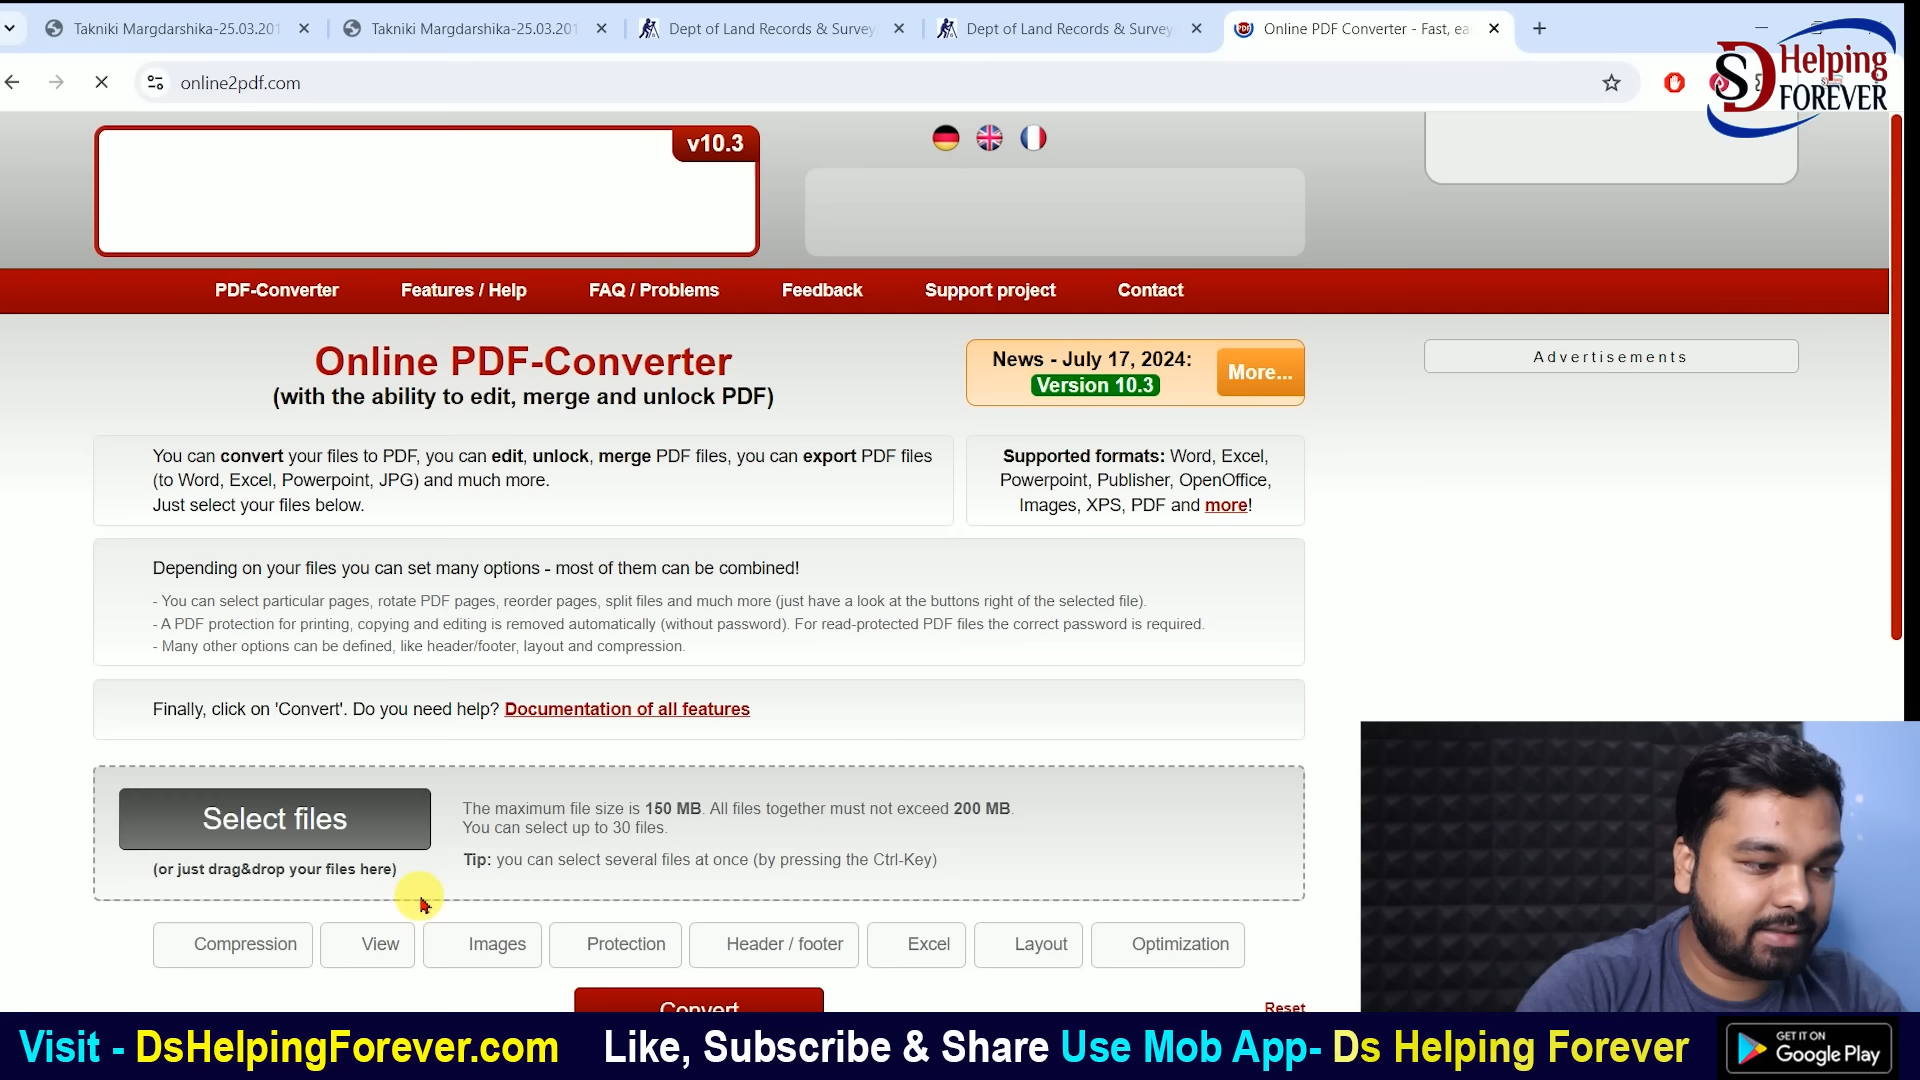 Takniki Margdarshika-25.03.201
Takniki Margdarshika-25.03.201
Dept of Land Records & Survey
Dept of Land Records & Survey
Online PDF Converter - Fast, ea
online2pdf.com
SD Helping
FOREVER
v10.3
PDF-Converter
Features / Help
FAQ / Problems
Feedback
Support project
Contact
Online PDF-Converter
(with the ability to edit, merge and unlock PDF)
News - July 17, 2024:
Version 10.3
More...
Advertisements
You can convert your files to PDF, you can edit, unlock, merge PDF files, you can export PDF files
(to Word, Excel, Powerpoint, JPG) and much more.
Just select your files below.
Supported formats: Word, Excel,
Powerpoint, Publisher, OpenOffice,
Images, XPS, PDF and more!
Depending on your files you can set many options - most of them can be combined!
- You can select particular pages, rotate PDF pages, reorder pages, split files and much more (just have a look at the buttons right of the selected file).
- A PDF protection for printing, copying and editing is removed automatically (without password). For read-protected PDF files the correct password is required.
- Many other options can be defined, like header/footer, layout and compression.
Finally, click on 'Convert'. Do you need help? Documentation of all features
Select files
(or just drag&drop your files here)
The maximum file size is 150 MB. All files together must not exceed 200 MB.
You can select up to 30 files.
Tip: you can select several files at once (by pressing the Ctrl-Key)
Compression
View
Images
Protection
Header / footer
Excel
Layout
Optimization
Convert
Reset
Visit - DsHelpingForever.com Like, Subscribe & Share Use Mob App- Ds Helping Forever
GET IT ON
Google Play